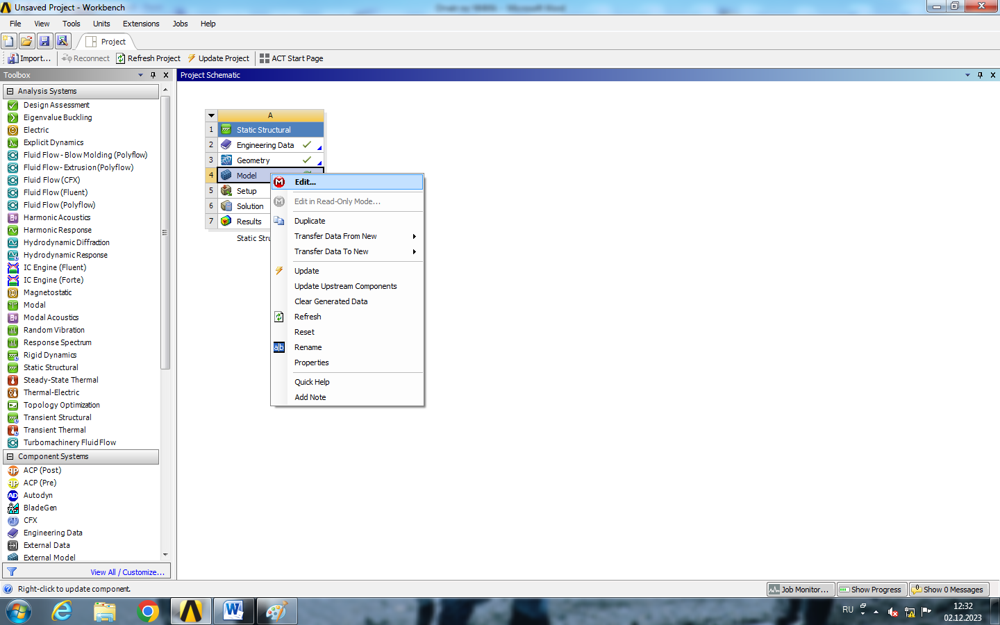 Unsaved Project - Workbench
File View Tools Units Extensions Jobs Help
Project
Import... Reconnect Refresh Project Update Project ACT Start Page
Toolbox
Project Schematic
Analysis Systems
Design Assessment
Eigenvalue Buckling
Electric
Explicit Dynamics
Fluid Flow - Blow Molding (Polyflow)
Fluid Flow - Extrusion (Polyflow)
Fluid Flow (CFX)
Fluid Flow (Fluent)
Fluid Flow (Polyflow)
Harmonic Acoustics
Harmonic Response
Hydrodynamic Diffraction
Hydrodynamic Response
IC Engine (Fluent)
IC Engine (Forte)
Magnetostatic
Modal
Modal Acoustics
Random Vibration
Response Spectrum
Rigid Dynamics
Static Structural
Steady-State Thermal
Thermal-Electric
Topology Optimization
Transient Structural
Transient Thermal
Turbomachinery Fluid Flow
Component Systems
ACP (Post)
ACP (Pre)
Autodyn
BladeGen
CFX
Engineering Data
External Data
External Model
View All / Customize...
A
1 Static Structural
2 Engineering Data
3 Geometry
4 Model
5 Setup
6 Solution
7 Results
Static Stru
Edit...
Edit in Read-Only Mode...
Duplicate
Transfer Data From New
Transfer Data To New
Update
Update Upstream Components
Clear Generated Data
Refresh
Reset
a|b Rename
Properties
Quick Help
Add Note
Right-click to update component.
Job Monitor... Show Progress Show 0 Messages
RU
12:32
02.12.2023